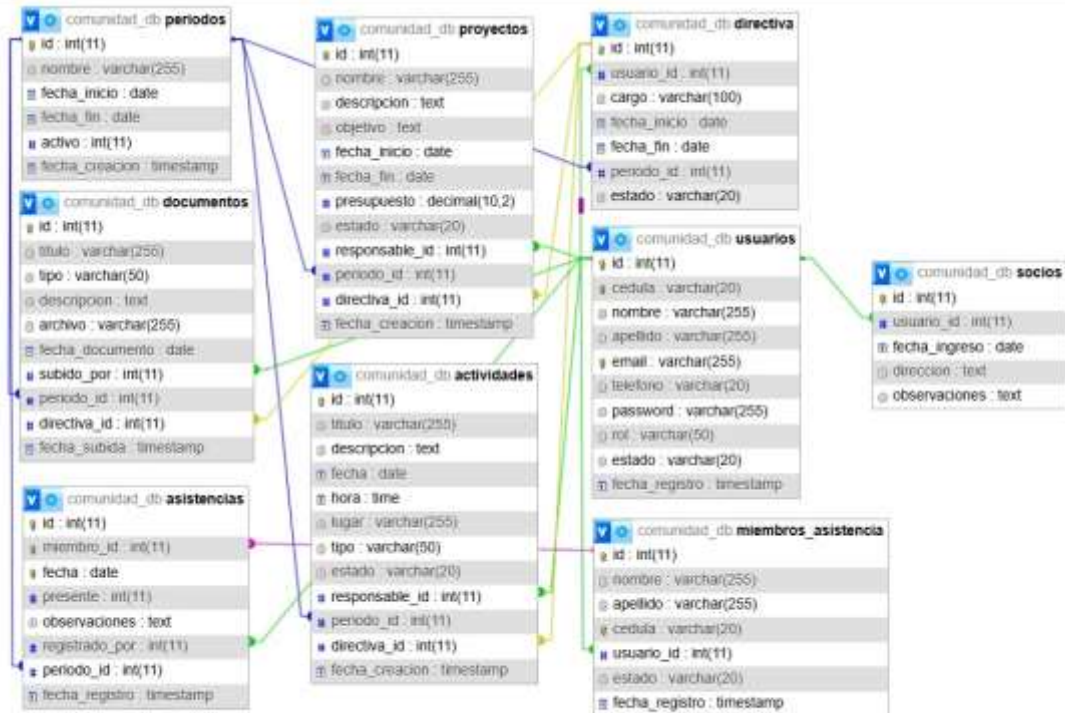 comunidad_db periodos
id : int(11)
nombre : varchar(255)
fecha_inicio : date
fecha_fin : date
activo : int(11)
fecha_creacion : timestamp
comunidad_db documentos
id : int(11)
titulo : varchar(255)
tipo : varchar(50)
descripcion : text
archivo : varchar(255)
fecha_documento : date
subido_por : int(11)
periodo_id : int(11)
directiva_id : int(11)
fecha_subida : timestamp
comunidad_db asistencias
id : int(11)
miembro_id : int(11)
fecha : date
presente : int(11)
observaciones : text
registrado_por : int(11)
periodo_id : int(11)
fecha_registro : timestamp
comunidad_db proyectos
id : int(11)
nombre : varchar(255)
descripcion : text
objetivo : text
fecha_inicio : date
fecha_fin : date
presupuesto : decimal(10,2)
estado : varchar(20)
responsable_id : int(11)
periodo_id : int(11)
directiva_id : int(11)
fecha_creacion : timestamp
comunidad_db actividades
id : int(11)
titulo : varchar(255)
descripcion : text
fecha : date
hora : time
lugar : varchar(255)
tipo : varchar(50)
estado : varchar(20)
responsable_id : int(11)
periodo_id : int(11)
directiva_id : int(11)
fecha_creacion : timestamp
comunidad_db directiva
id : int(11)
usuario_id : int(11)
cargo : varchar(100)
fecha_inicio : date
fecha_fin : date
periodo_id : int(11)
estado : varchar(20)
comunidad_db usuarios
id : int(11)
cedula : varchar(20)
nombre : varchar(255)
apellido : varchar(255)
email : varchar(255)
telefono : varchar(20)
password : varchar(255)
rol : varchar(50)
estado : varchar(20)
fecha_registro : timestamp
comunidad_db miembros_asistencia
id : int(11)
nombre : varchar(255)
apellido : varchar(255)
cedula : varchar(20)
usuario_id : int(11)
estado : varchar(20)
fecha_registro : timestamp
comunidad_db socios
id : int(11)
usuario_id : int(11)
fecha_ingreso : date
direccion : text
observaciones : text